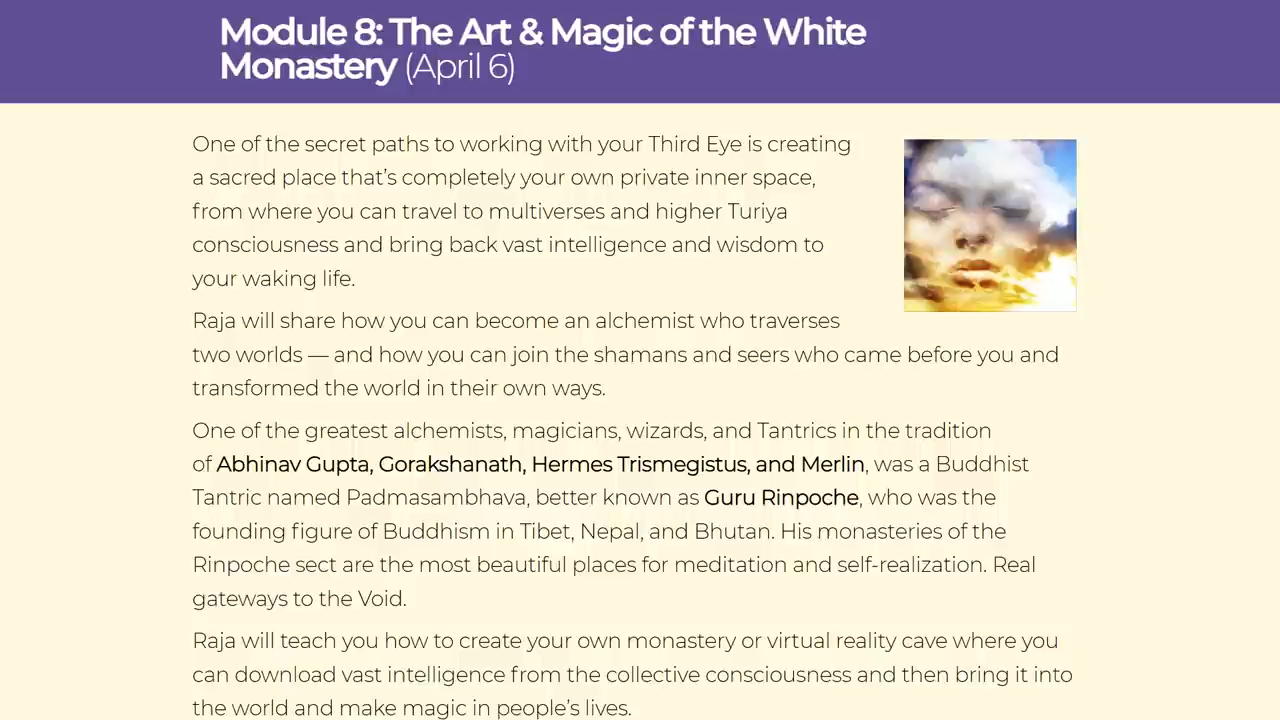 Module 8: The Art & Magic of the White
Monastery (April 6)
One of the secret paths to working with your Third Eye is creating
a sacred place that’s completely your own private inner space,
from where you can travel to multiverses and higher Turiya
consciousness and bring back vast intelligence and wisdom to
your waking life.
Raja will share how you can become an alchemist who traverses
two worlds — and how you can join the shamans and seers who came before you and
transformed the world in their own ways.
One of the greatest alchemists, magicians, wizards, and Tantrics in the tradition
of Abhinav Gupta, Gorakshanath, Hermes Trismegistus, and Merlin, was a Buddhist
Tantric named Padmasambhava, better known as Guru Rinpoche, who was the
founding figure of Buddhism in Tibet, Nepal, and Bhutan. His monasteries of the
Rinpoche sect are the most beautiful places for meditation and self-realization. Real
gateways to the Void.
Raja will teach you how to create your own monastery or virtual reality cave where you
can download vast intelligence from the collective consciousness and then bring it into
the world and make magic in people’s lives.